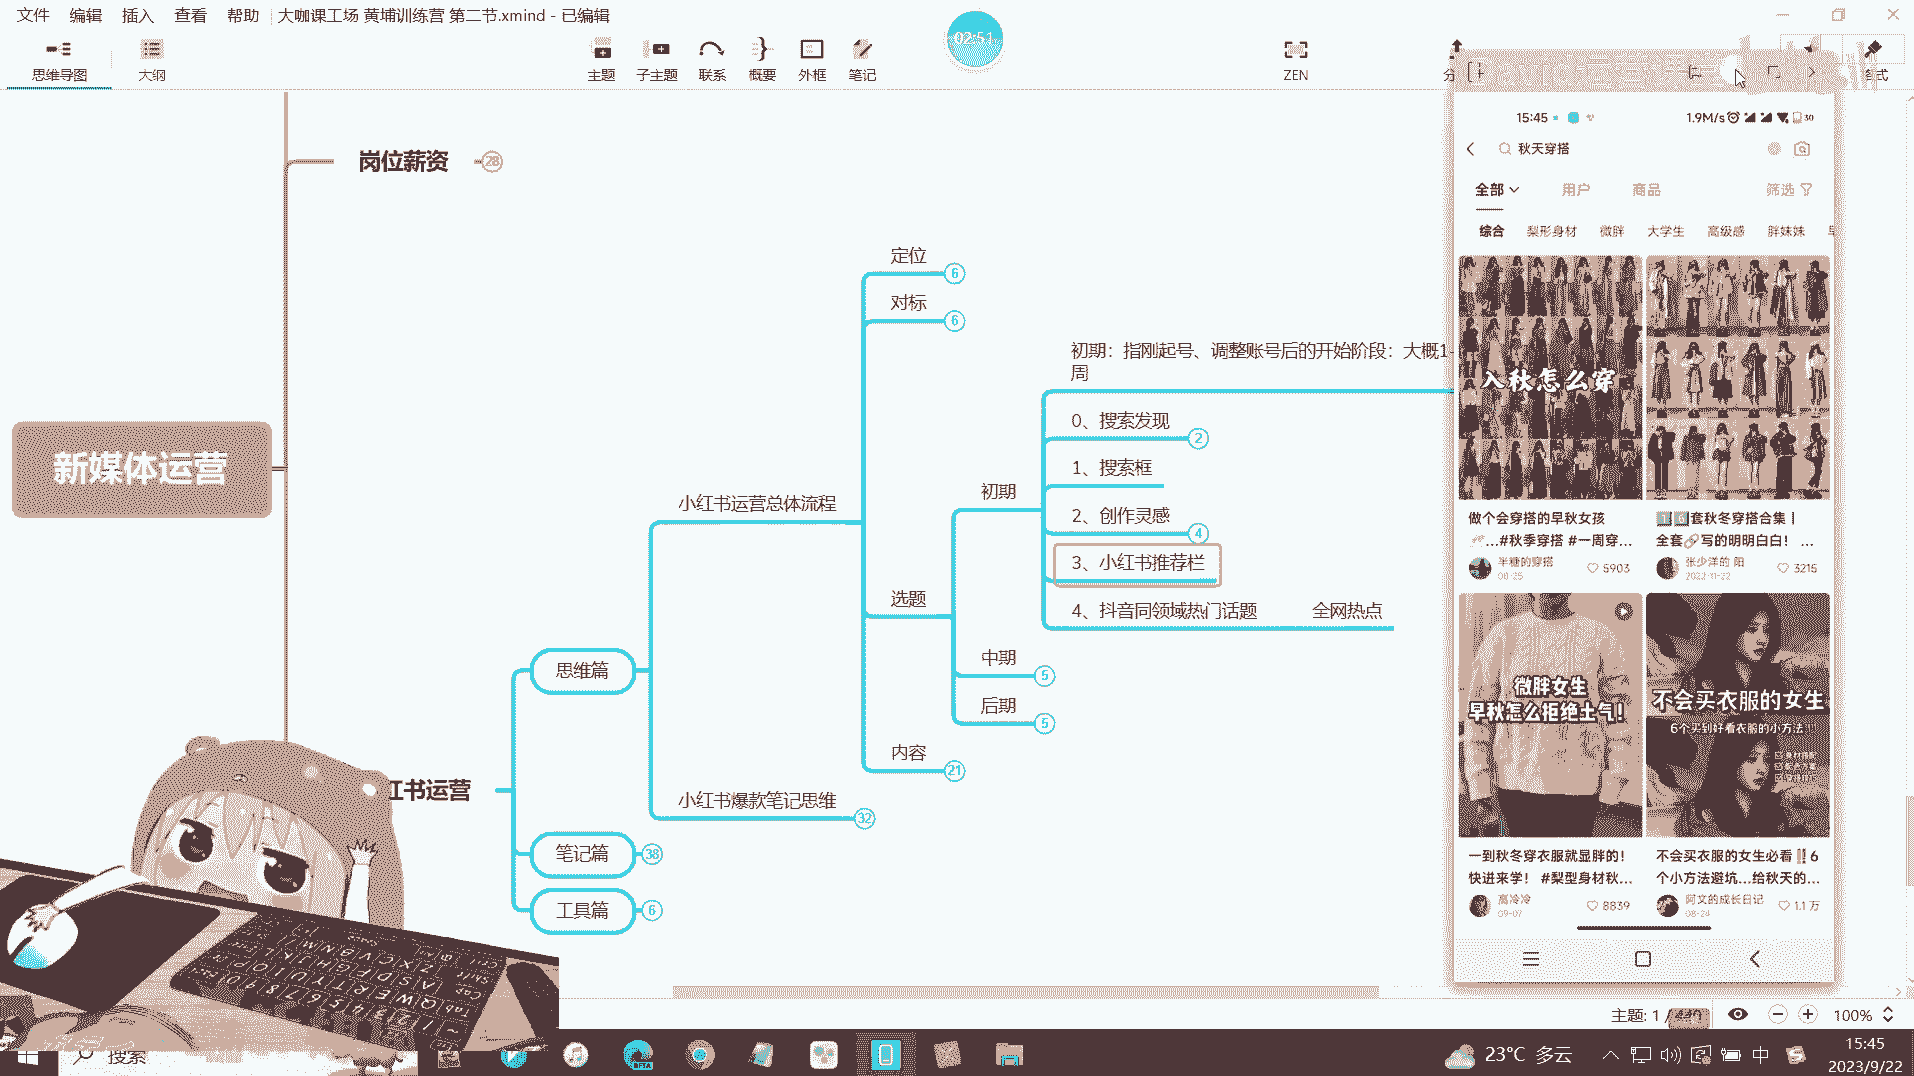 文件 编辑 插入 查看 帮助 大咖课工场 黄埔训练营 第二节.xmind - 已编辑
02:51
思维导图 大纲 主题 子主题 联系 概要 外框 笔记 ZEN
岗位薪资 28
定位 6
对标 6
初期：指刚起号、调整账号后的开始阶段：大概1-
周
0、搜索发现 2
1、搜索框
初期
2、创作灵感 4
3、小红书推荐栏
4、抖音同领域热门话题 全网热点
新媒体运营
小红书运营总体流程
选题
中期 5
后期 5
思维篇
内容 21
红书运营
小红书爆款笔记思维 32
笔记篇 38
工具篇 6
15:45 1.9M/s 30
秋天穿搭
全部 用户 商品 筛选
综合 梨形身材 微胖 大学生 高级感 胖妹妹
入秋怎么穿
做个会穿搭的早秋女孩
...#秋季穿搭 #一周穿...
半糖的穿搭
08-25
5903
16套秋冬穿搭合集丨
全套🔗写的明明白白！ ...
张少洋的 阳
2022-11-22
3215
微胖女生
早秋怎么拒绝土气！
一到秋冬穿衣服就显胖的！
快进来学！ #梨型身材秋...
高冷冷
09-07
8839
不会买衣服的女生
6个买到好看衣服的小方法
不会买衣服的女生必看‼️6
个小方法避坑...给秋天的...
阿文的成长日记
08-24
1.1 万
主题: 1 / 440 100%
搜索
23°C 多云 中 15:45
2023/9/22